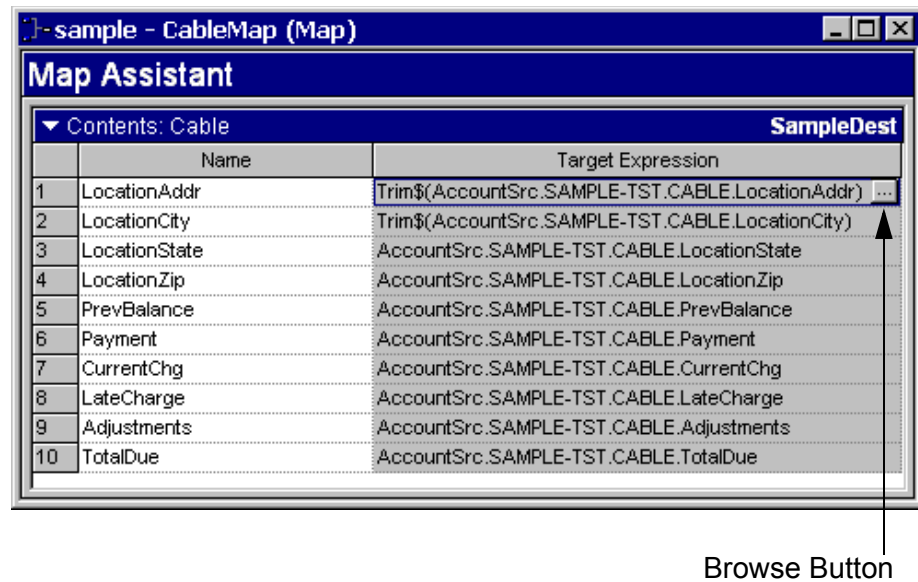 sample - CableMap (Map)
Map Assistant
Contents: Cable SampleDest
Name Target Expression
1 LocationAddr Trim$(AccountSrc.SAMPLE-TST.CABLE.LocationAddr) ...
2 LocationCity Trim$(AccountSrc.SAMPLE-TST.CABLE.LocationCity)
3 LocationState AccountSrc.SAMPLE-TST.CABLE.LocationState
4 LocationZip AccountSrc.SAMPLE-TST.CABLE.LocationZip
5 PrevBalance AccountSrc.SAMPLE-TST.CABLE.PrevBalance
6 Payment AccountSrc.SAMPLE-TST.CABLE.Payment
7 CurrentChg AccountSrc.SAMPLE-TST.CABLE.CurrentChg
8 LateCharge AccountSrc.SAMPLE-TST.CABLE.LateCharge
9 Adjustments AccountSrc.SAMPLE-TST.CABLE.Adjustments
10 TotalDue AccountSrc.SAMPLE-TST.CABLE.TotalDue
Browse Button